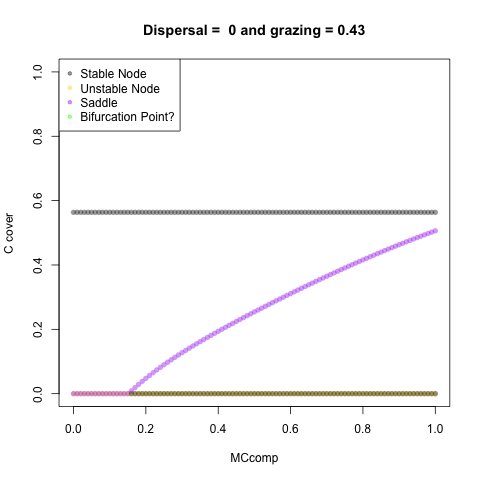 Dispersal =  0 and grazing = 0.43
Stable Node
Unstable Node
Saddle
Bifurcation Point?
1.0
0.8
0.6
0.4
0.2
0.0
C cover
0.0 0.2 0.4 0.6 0.8 1.0
MCcomp